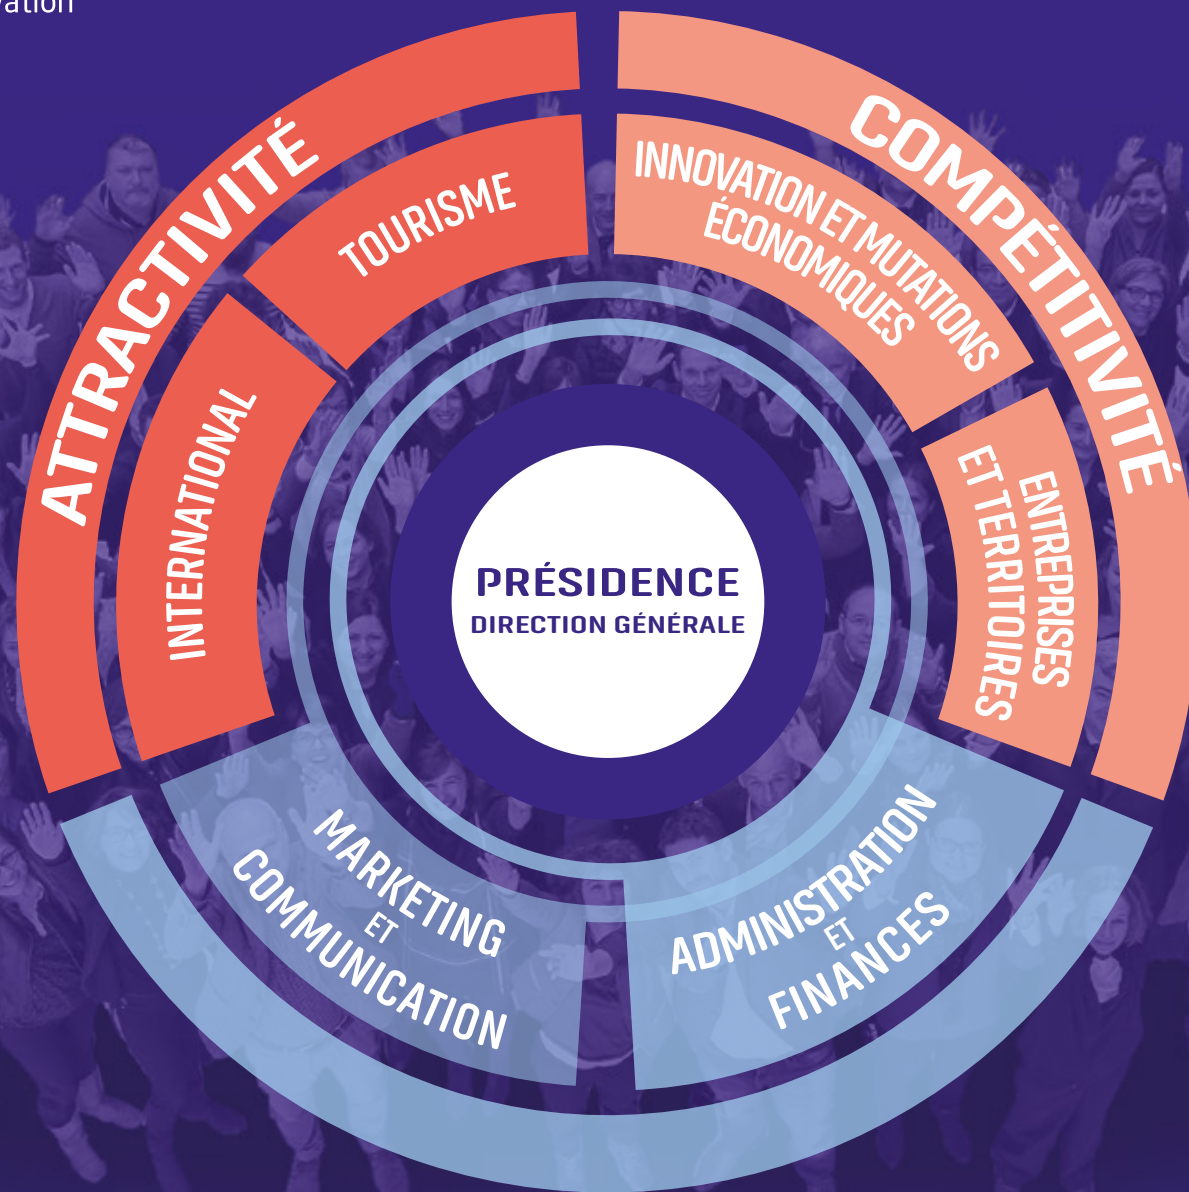 ATTRACTIVITÉ
TOURISME
INTERNATIONAL
COMPÉTITIVITÉ
INNOVATION ET MUTATIONS
ÉCONOMIQUES
ENTREPRISES
ET TERRITOIRES
PRÉSIDENCE
DIRECTION GÉNÉRALE
MARKETING
ET
COMMUNICATION
ADMINISTRATION
ET
FINANCES